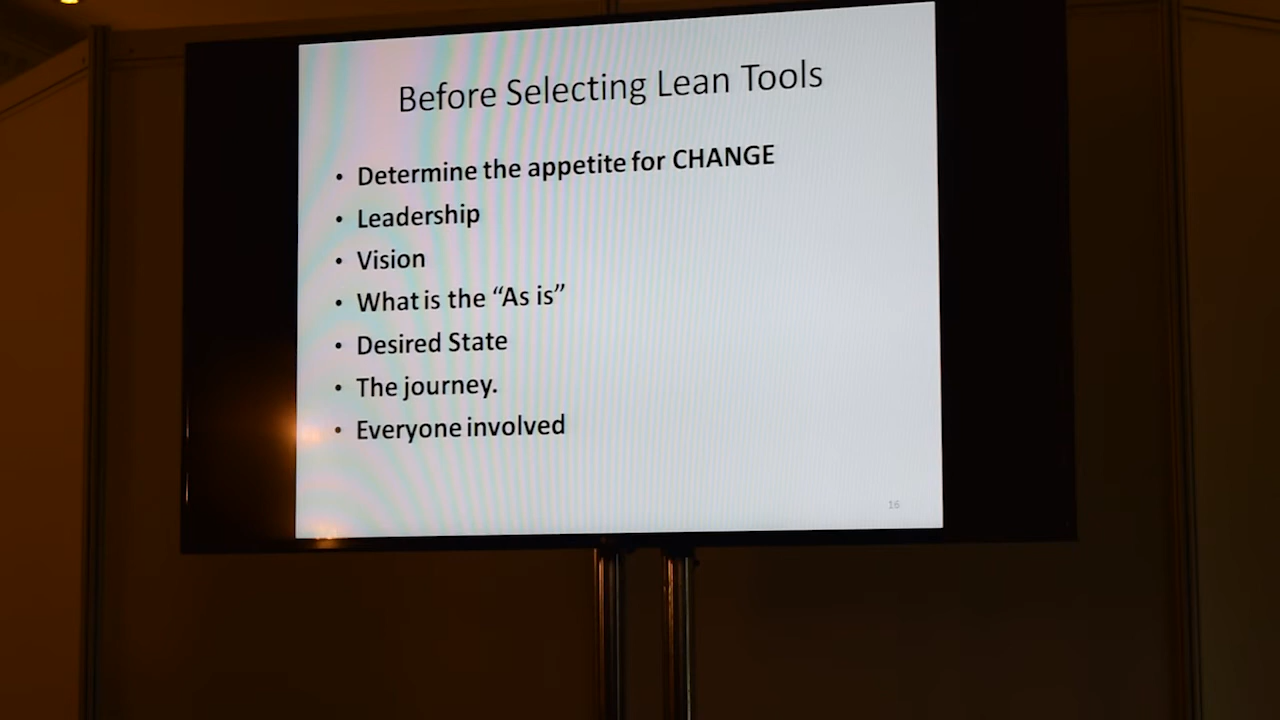 Before Selecting Lean Tools
• Determine the appetite for CHANGE
• Leadership
• Vision
• What is the “As is”
• Desired State
• The journey.
• Everyone involved
16